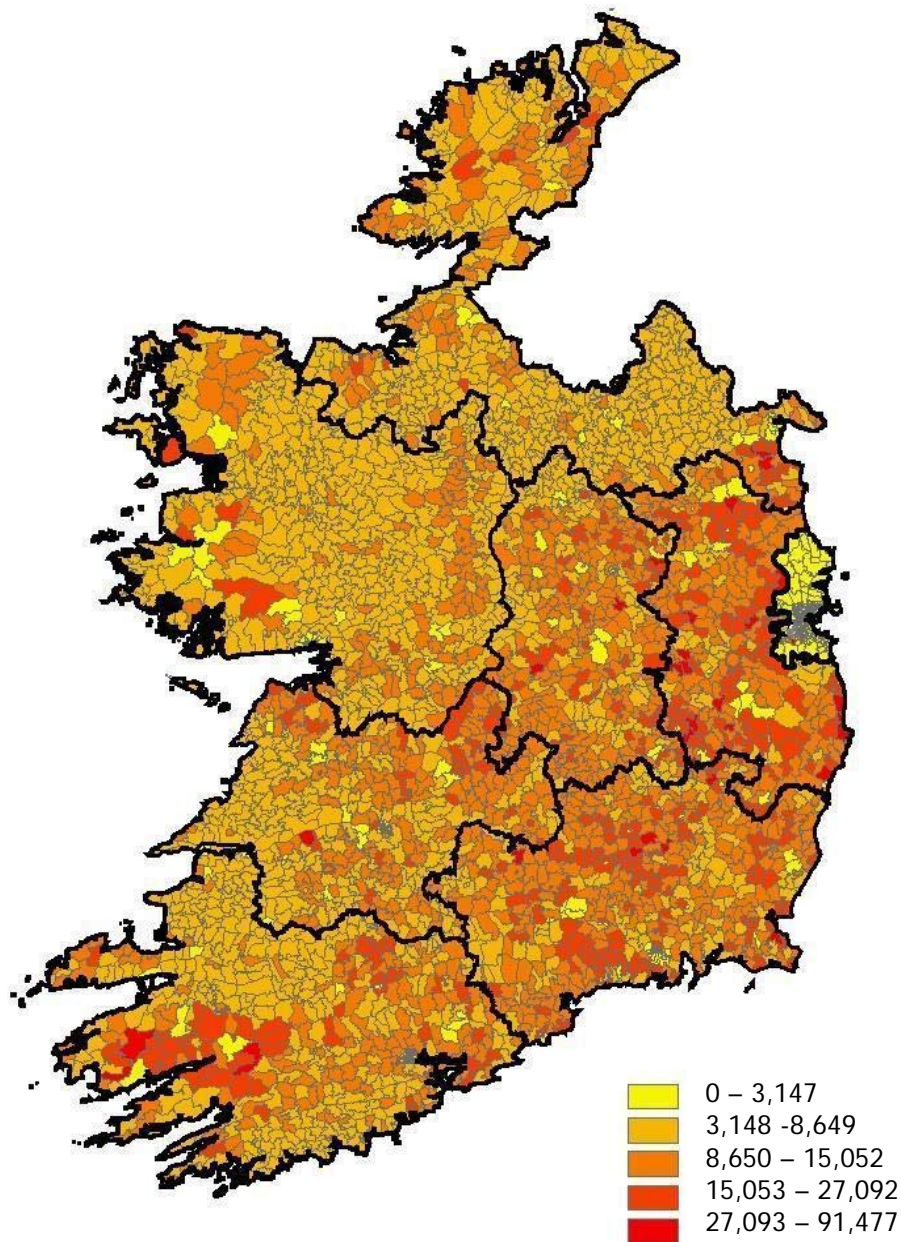 0 – 3,147
3,148 -8,649
8,650 – 15,052
15,053 – 27,092
27,093 – 91,477